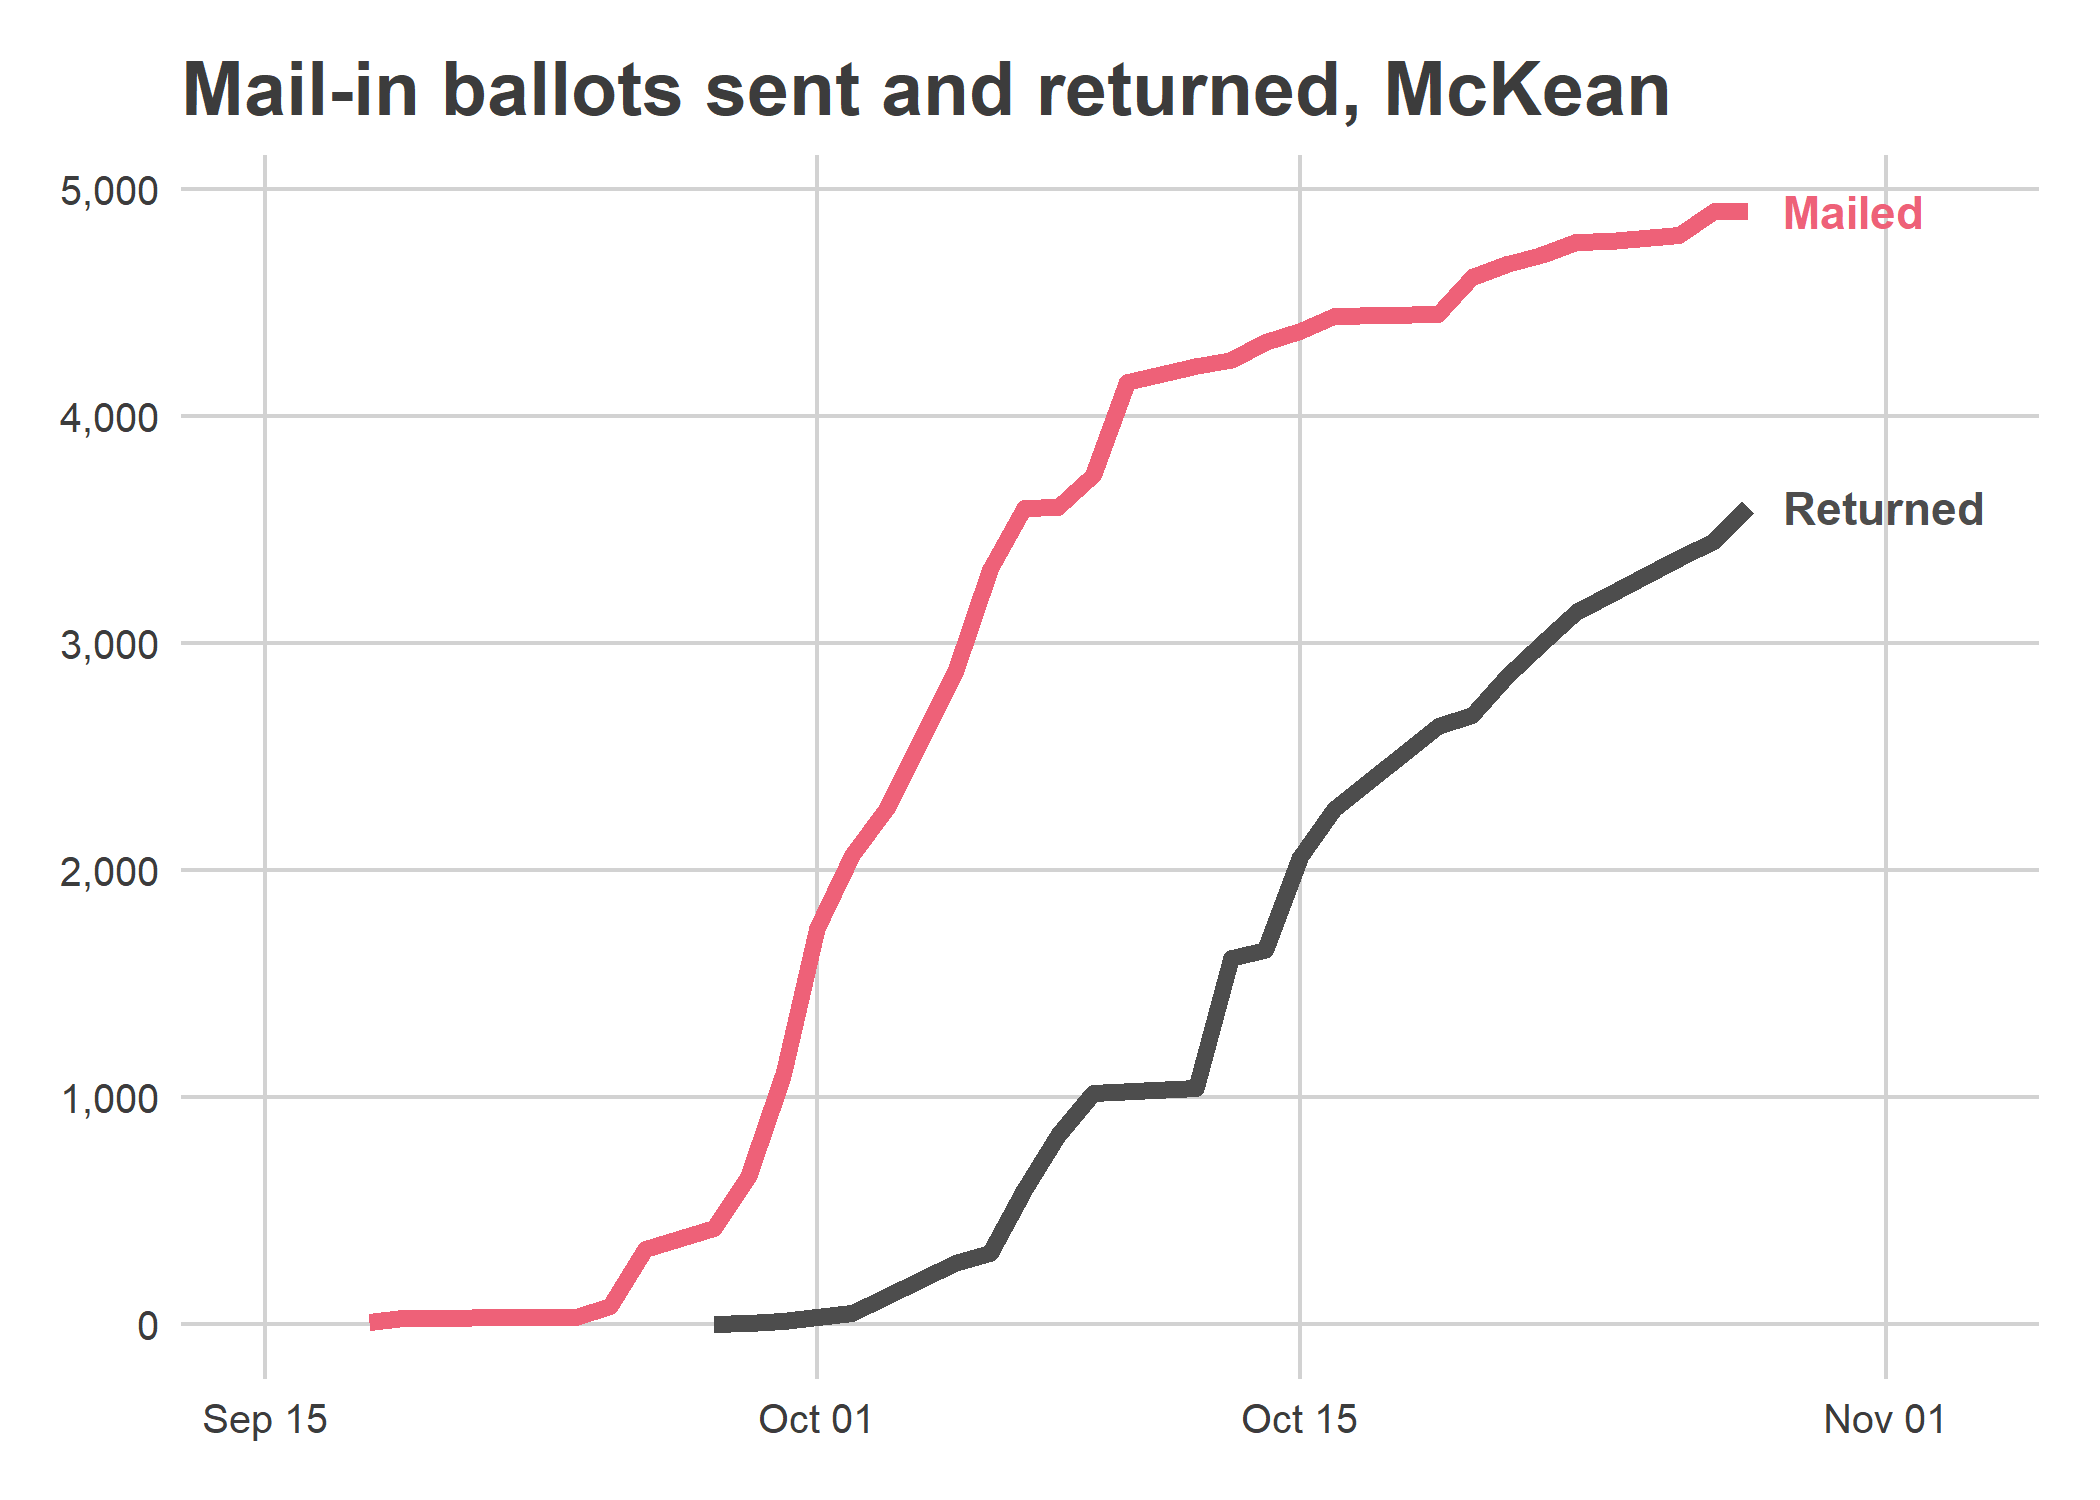 Mail-in ballots sent and returned, McKean
5,000
Mailed
4,000
Returned
3,000
2,000
1,000
0
Sep 15
Oct 01
Oct 15
Nov 01